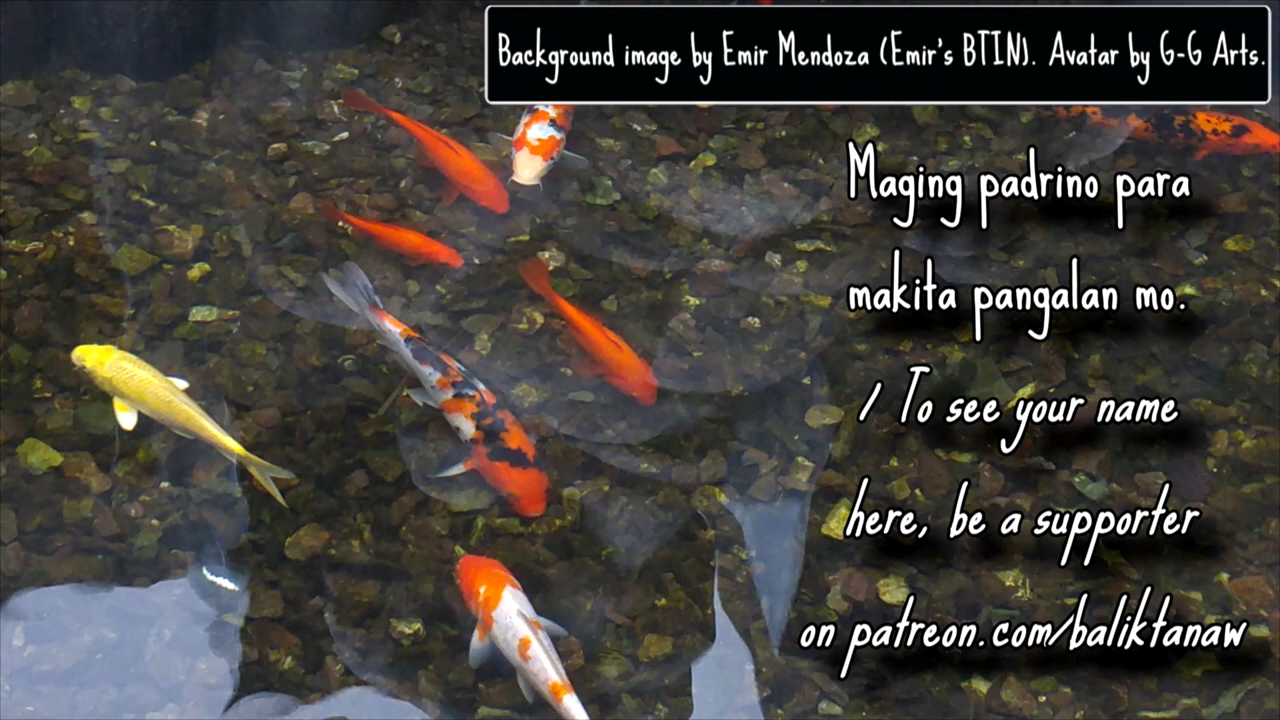 Background image by Emir Mendoza (Emir's BTIN). Avatar by G-G Arts.
Maging padrino para
makita pangalan mo.
/ To see your name
here, be a supporter
on patreon.com/baliktanaw